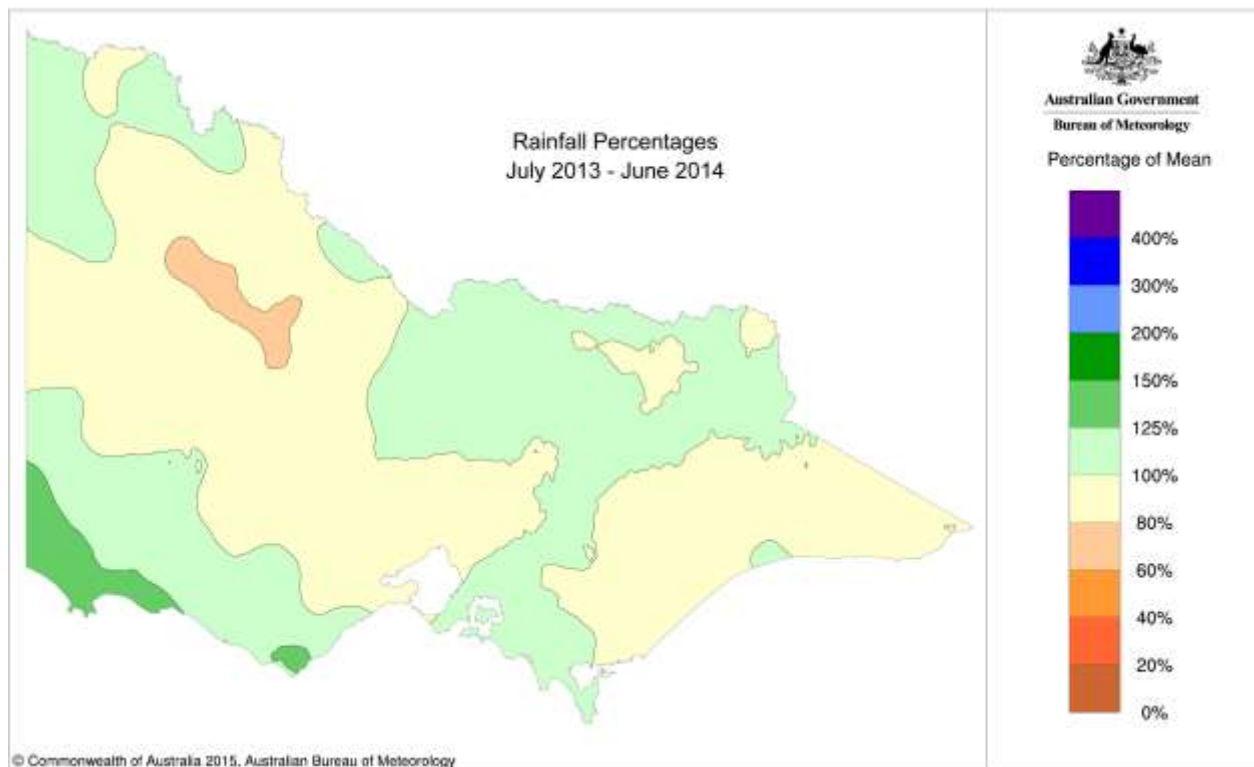 Rainfall Percentages
July 2013 - June 2014
Australian Government
Bureau of Meteorology
Percentage of Mean
400%
300%
200%
150%
125%
100%
80%
60%
40%
20%
0%
© Commonwealth of Australia 2015, Australian Bureau of Meteorology